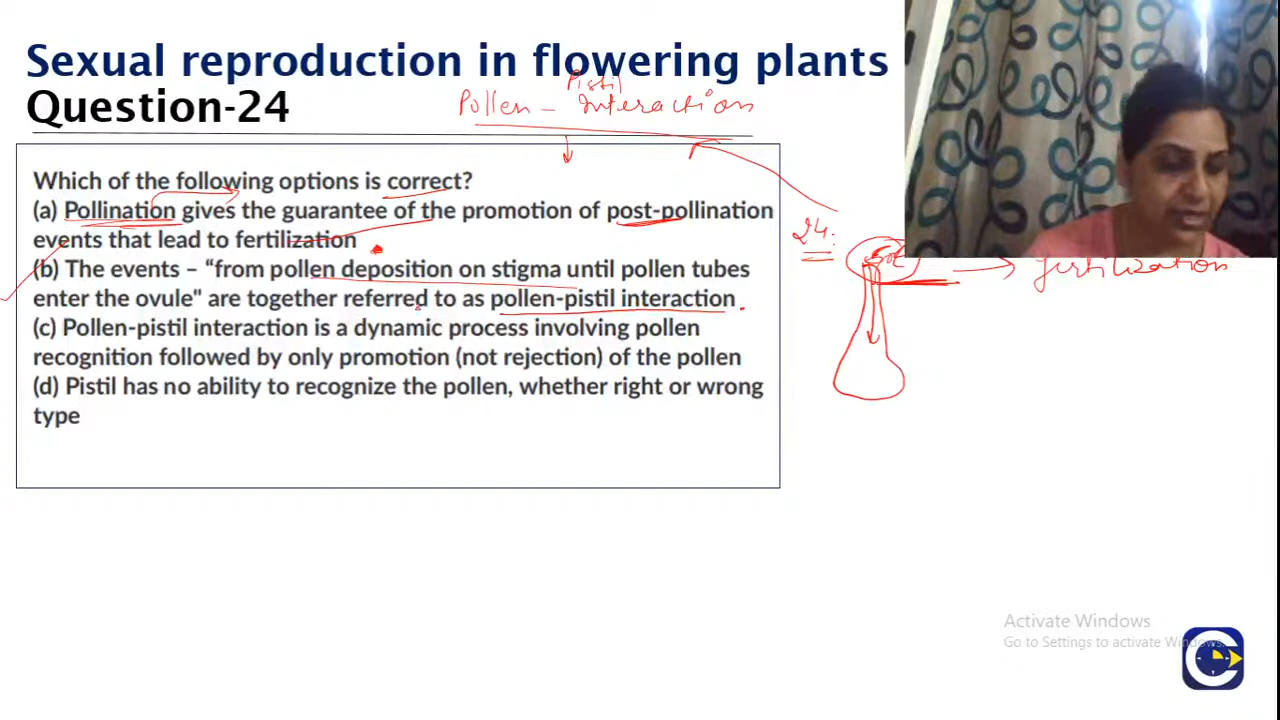 Sexual reproduction in flowering plants
Question-24
Pistil
Pollen - Interaction
Which of the following options is correct?
(a) Pollination gives the guarantee of the promotion of post-pollination
events that lead to fertilization
(b) The events – “from pollen deposition on stigma until pollen tubes
enter the ovule" are together referred to as pollen-pistil interaction
(c) Pollen-pistil interaction is a dynamic process involving pollen
recognition followed by only promotion (not rejection) of the pollen
(d) Pistil has no ability to recognize the pollen, whether right or wrong
type
24.
fertilization
Activate Windows
Go to Settings to activate Windows.